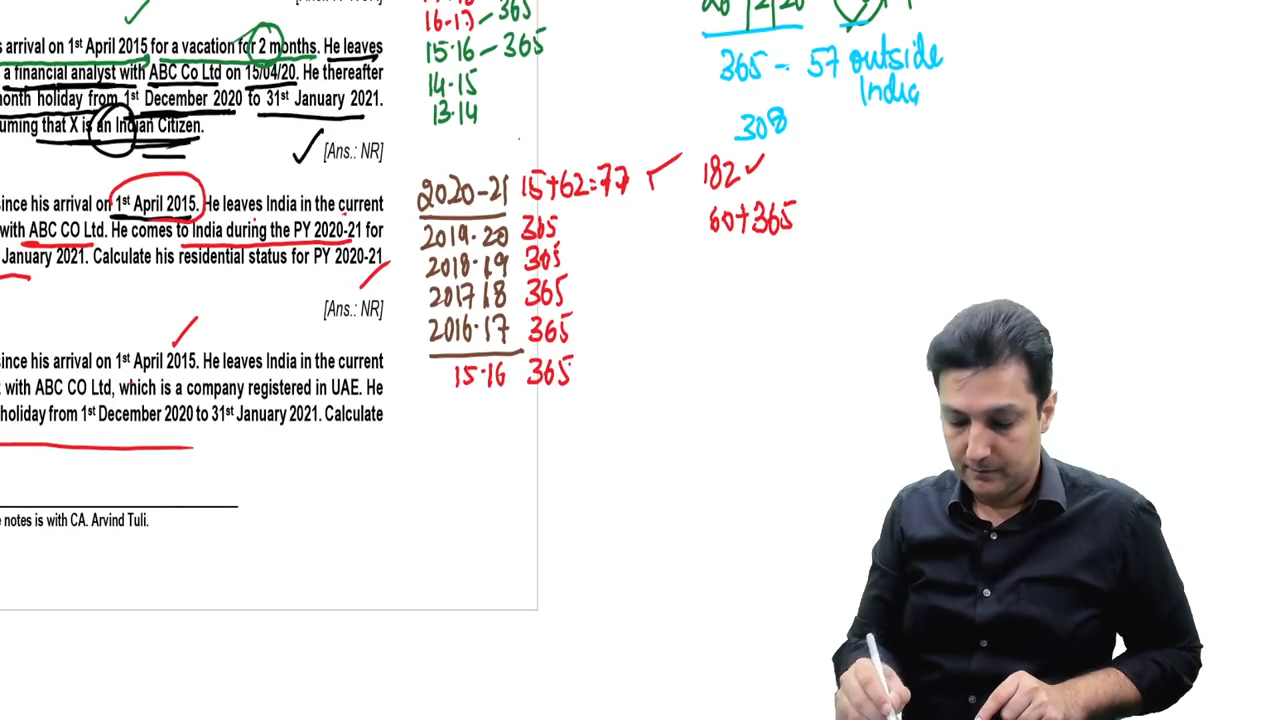 16-17 - 365
s arrival on 1st April 2015 for a vacation for 2 months. He leaves
a financial analyst with ABC Co Ltd on 15/04/20. He thereafter
onth holiday from 1st December 2020 to 31st January 2021.
uming that X is an Indian Citizen.
[Ans.: NR]
15-16 - 365
14-15
13-14
365 - 57 outside
India
308
182
60+365
ince his arrival on 1st April 2015. He leaves India in the current
with ABC CO Ltd. He comes to India during the PY 2020-21 for
January 2021. Calculate his residential status for PY 2020-21
[Ans.: NR]
2020-21 15+62=77
2019-20 365
2018-19 365
2017-18 365
2016-17 365
15-16 365
ince his arrival on 1st April 2015. He leaves India in the current
with ABC CO Ltd, which is a company registered in UAE. He
holiday from 1st December 2020 to 31st January 2021. Calculate
notes is with CA. Arvind Tuli.